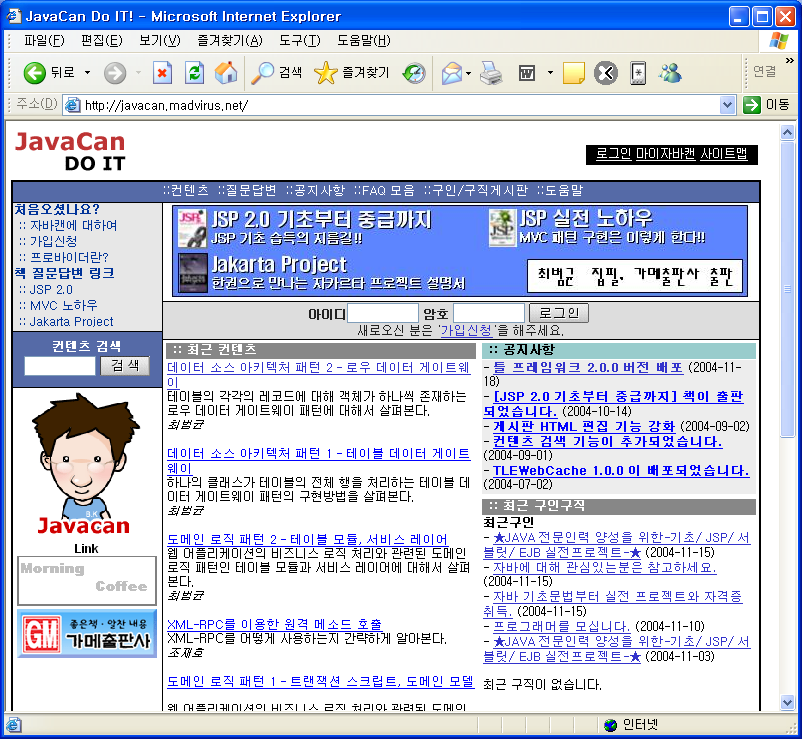 JavaCan Do IT! - Microsoft Internet Explorer
파일(F) 편집(E) 보기(V) 즐겨찾기(A) 도구(T) 도움말(H)
뒤로 검색 즐겨찾기 연결
주소(D) http://javacan.madvirus.net/ 이동
JavaCan
DO IT
로그인 마이자바캔 사이트맵
::컨텐츠 ::질문답변 ::공지사항 ::FAQ 모음 ::구인/구직게시판 ::도움말
처음오셨나요?
:: 자바캔에 대하여
:: 가입신청
:: 프로바이더란?
책 질문답변 링크
:: JSP 2.0
:: MVC 노하우
:: Jakarta Project
컨텐츠 검색
검 색
B.K
Javacan
Link
Morning
Coffee
GM 좋은책·알찬 내용
가메출판사
JSP 2.0 기초부터 중급까지
JSP 기초 습득의 지름길!!
JSP 실전 노하우
MVC 패턴 구현은 이렇게 한다!!
Jakarta Project
한권으로 만나는 자카르타 프로젝트 설명서
최범균 집필, 가메출판사 출판
아이디 암호 로그인
새로오신 분은 '가입신청'을 해주세요.
:: 최근 컨텐츠
데이터 소스 아키텍처 패턴 2 - 로우 데이터 게이트웨
이
테이블의 각각의 레코드에 대해 객체가 하나씩 존재하는
로우 데이터 게이트웨이 패턴에 대해서 살펴본다.
최범균
데이터 소스 아키텍처 패턴 1 - 테이블 데이터 게이트
웨이
하나의 클래스가 테이블의 전체 행을 처리하는 테이블 데
이터 게이트웨이 패턴의 구현방법을 살펴본다.
최범균
도메인 로직 패턴 2 - 테이블 모듈, 서비스 레이어
웹 어플리케이션의 비즈니스 로직 처리와 관련된 도메인
로직 패턴인 테이블 모듈과 서비스 레이어에 대해서 살펴
본다.
최범균
XML-RPC를 이용한 원격 메소드 호출
XML-RPC를 어떻게 사용하는지 간략하게 알아본다.
조재호
도메인 로직 패턴 1 - 트랜잭션 스크립트, 도메인 모델
웹 어플리케이션의 비즈니스 로직 처리와 관련된 도메인
:: 공지사항
- 틀 프레임워크 2.0.0 버전 배포 (2004-11-
18)
- [JSP 2.0 기초부터 중급까지] 책이 출판
되었습니다. (2004-10-14)
- 게시판 HTML 편집 기능 강화 (2004-09-02)
- 컨텐츠 검색 기능이 추가되었습니다.
(2004-09-01)
- TLEWebCache 1.0.0 이 배포되었습니다.
(2004-07-02)
:: 최근 구인구직
최근구인
- ★JAVA 전문인력 양성을 위한-기초/ JSP/ 서
블릿/ EJB 실전프로젝트-★ (2004-11-15)
- 자바에 대해 관심있는분은 참고하세요.
(2004-11-15)
- 자바 기초문법부터 실전 프로젝트와 자격증
취득. (2004-11-15)
- 프로그래머를 모십니다. (2004-11-10)
- ★JAVA 전문인력 양성을 위한-기초/ JSP/ 서
블릿/ EJB 실전프로젝트-★ (2004-11-03)
최근 구직이 없습니다.
인터넷